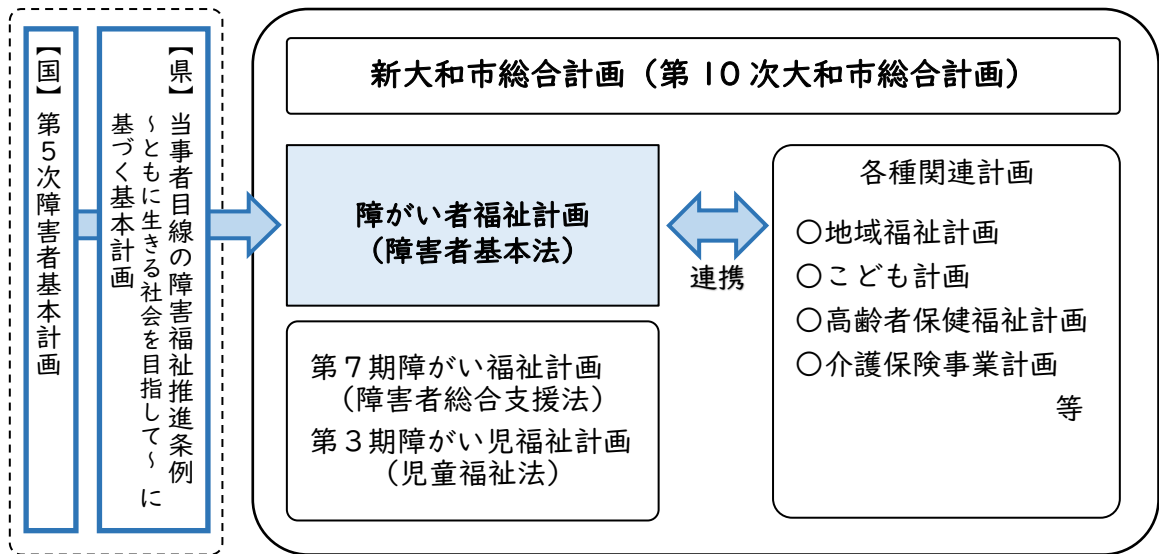 【国】第5次障害者基本計画
【県】当事者目線の障害福祉推進条例
～ともに生きる社会を目指して～に
基づく基本計画
新大和市総合計画（第10次大和市総合計画）
障がい者福祉計画
（障害者基本法）
連携
第7期障がい福祉計画
（障害者総合支援法）
第3期障がい児福祉計画
（児童福祉法）
各種関連計画
○地域福祉計画
○こども計画
○高齢者保健福祉計画
○介護保険事業計画
等